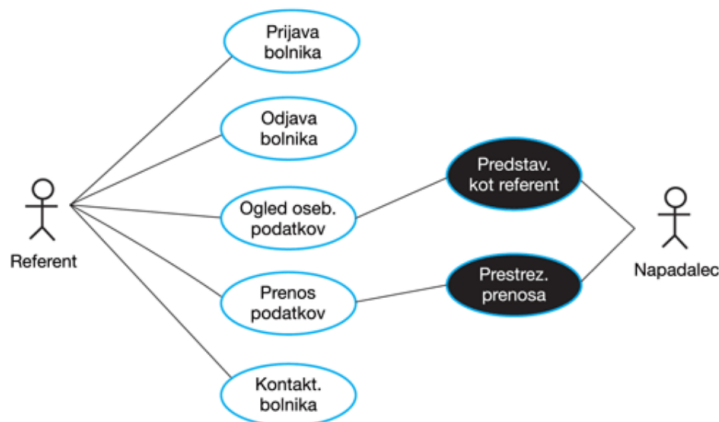 Prijava
bolnika
Odjava
bolnika
Ogled oseb.
podatkov
Prenos
podatkov
Kontakt.
bolnika
Referent
Predstav.
kot referent
Prestrez.
prenosa
Napadalec